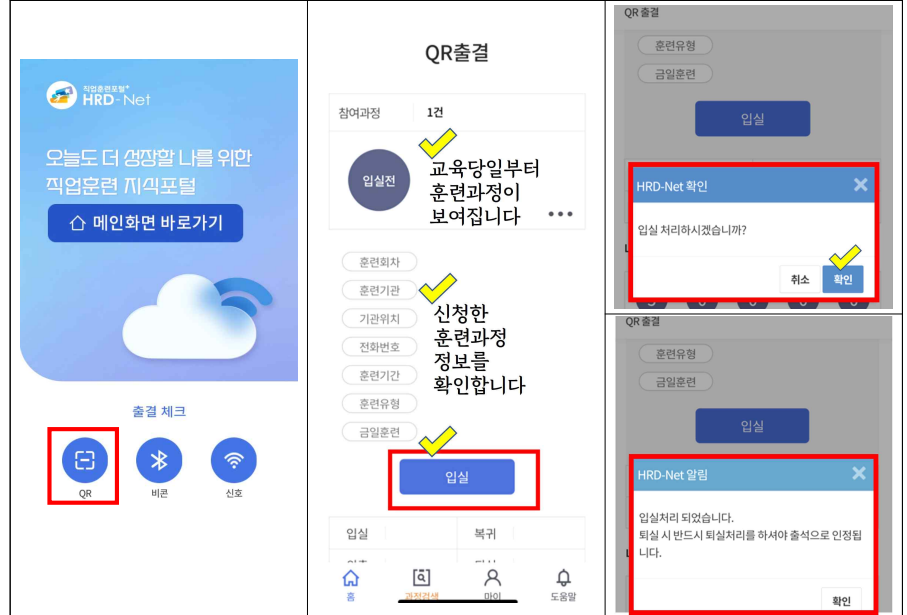 직업훈련포털+
HRD-Net
오늘도 더 성장할 나를 위한
직업훈련 지식포털
메인화면 바로가기
출결 체크
QR
비콘
신호
QR출결
참여과정 1건
입실전
교육당일부터
훈련과정이
보여집니다
훈련회차
훈련기관
기관위치
전화번호
훈련기간
훈련유형
금일훈련
신청한
훈련과정
정보를
확인합니다
입실
입실 복귀
홈
과정검색
마이
도움말
QR 출결
훈련유형
금일훈련
입실
HRD-Net 확인
입실 처리하시겠습니까?
취소 확인
QR 출결
훈련유형
금일훈련
입실
HRD-Net 알림
입실처리 되었습니다.
퇴실 시 반드시 퇴실처리를 하셔야 출석으로 인정됩
니다.
확인